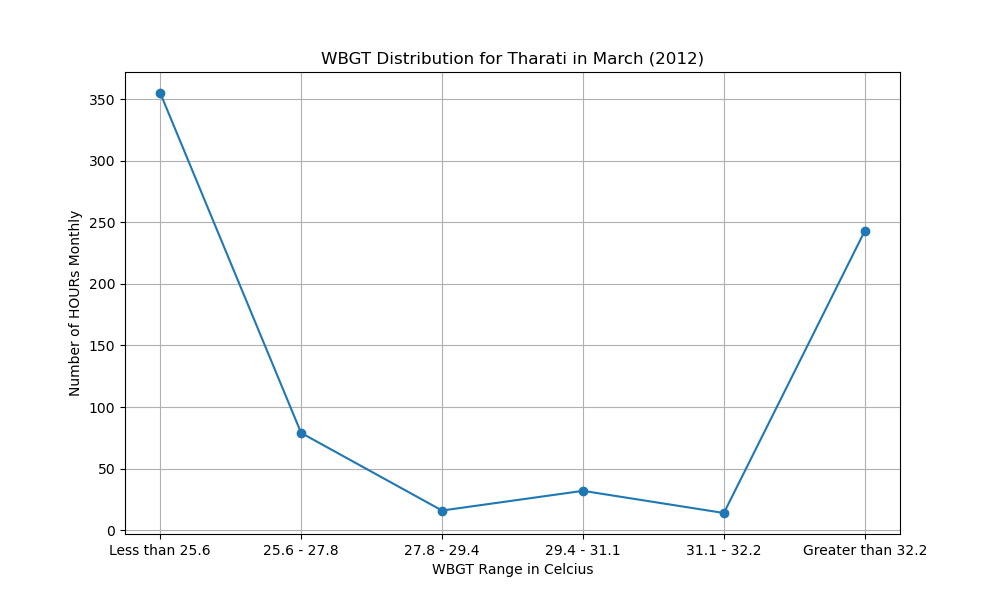 WBGT Distribution for Tharati in March (2012)
Number of HOURs Monthly
350
300
250
200
150
100
50
0
Less than 25.6 25.6 - 27.8 27.8 - 29.4 29.4 - 31.1 31.1 - 32.2 Greater than 32.2
WBGT Range in Celcius